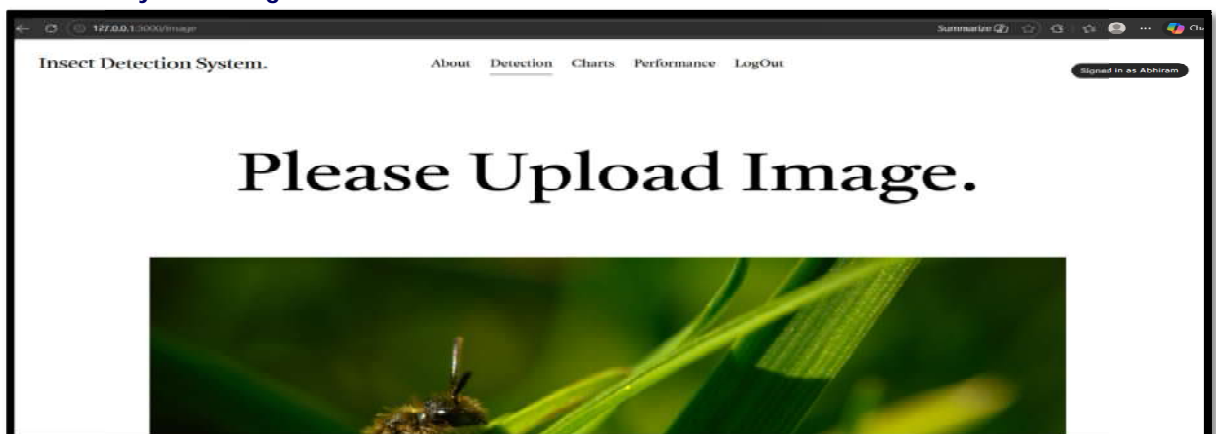 127.0.0.1:5000/image Summarize
Insect Detection System. About Detection Charts Performance LogOut Signed in as Abhiram
Please Upload Image.